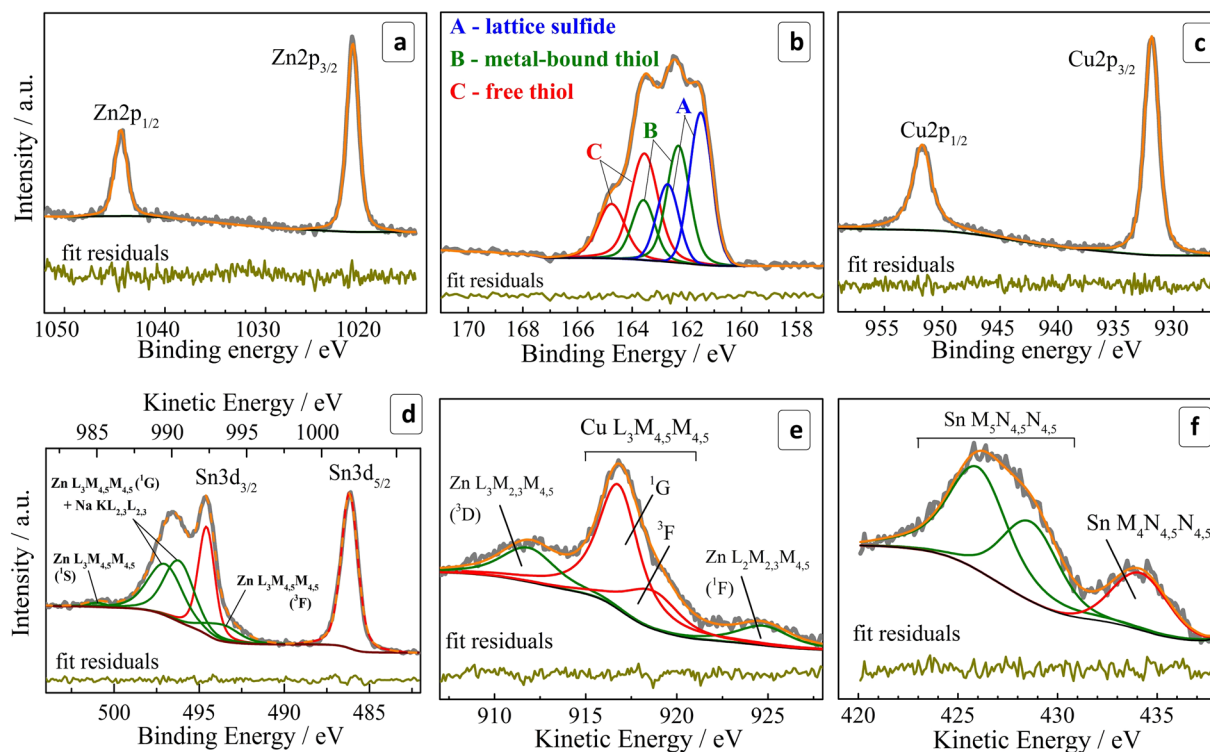 a
Zn2p3/2
Zn2p1/2
Intensity / a.u.
fit residuals
1050 1040 1030 1020
Binding energy / eV
b
A - lattice sulfide
B - metal-bound thiol
C - free thiol
A
B
C
fit residuals
170 168 166 164 162 160 158
Binding Energy / eV
c
Cu2p3/2
Cu2p1/2
fit residuals
955 950 945 940 935 930
Binding energy / eV
Kinetic Energy / eV
985 990 995 1000
d
Zn L3M4,5M4,5 (1G)
+ Na KL2,3L2,3
Sn3d3/2
Sn3d5/2
Zn L3M4,5M4,5
(1S)
Zn L3M4,5M4,5
(3F)
Intensity / a.u.
fit residuals
500 495 490 485
Binding Energy / eV
e
Cu L3M4,5M4,5
Zn L3M2,3M4,5
(3D)
1G
3F
Zn L2M2,3M4,5
(1F)
fit residuals
910 915 920 925
Kinetic Energy / eV
f
Sn M5N4,5N4,5
Sn M4N4,5N4,5
fit residuals
420 425 430 435
Kinetic Energy / eV